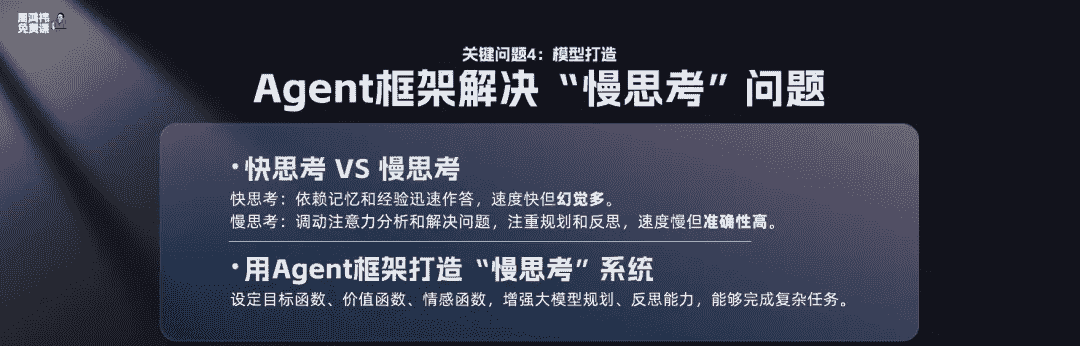 周鸿祎
免费课
关键问题4：模型打造
Agent框架解决“慢思考”问题
• 快思考 VS 慢思考
快思考：依赖记忆和经验迅速作答，速度快但幻觉多。
慢思考：调动注意力分析和解决问题，注重规划和反思，速度慢但准确性高。
• 用Agent框架打造“慢思考”系统
设定目标函数、价值函数、情感函数，增强大模型规划、反思能力，能够完成复杂任务。